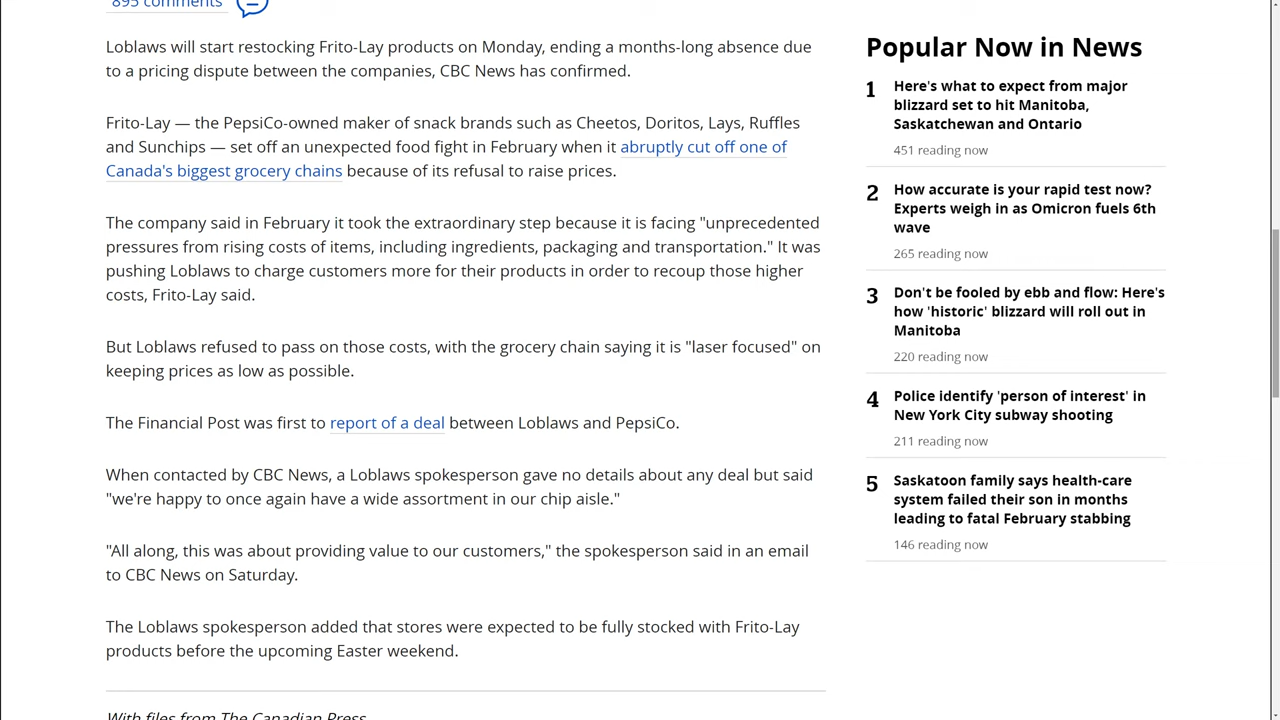 895 comments
Loblaws will start restocking Frito-Lay products on Monday, ending a months-long absence due
to a pricing dispute between the companies, CBC News has confirmed.
Frito-Lay — the PepsiCo-owned maker of snack brands such as Cheetos, Doritos, Lays, Ruffles
and Sunchips — set off an unexpected food fight in February when it abruptly cut off one of
Canada's biggest grocery chains because of its refusal to raise prices.
The company said in February it took the extraordinary step because it is facing "unprecedented
pressures from rising costs of items, including ingredients, packaging and transportation." It was
pushing Loblaws to charge customers more for their products in order to recoup those higher
costs, Frito-Lay said.
But Loblaws refused to pass on those costs, with the grocery chain saying it is "laser focused" on
keeping prices as low as possible.
The Financial Post was first to report of a deal between Loblaws and PepsiCo.
When contacted by CBC News, a Loblaws spokesperson gave no details about any deal but said
"we're happy to once again have a wide assortment in our chip aisle."
"All along, this was about providing value to our customers," the spokesperson said in an email
to CBC News on Saturday.
The Loblaws spokesperson added that stores were expected to be fully stocked with Frito-Lay
products before the upcoming Easter weekend.
With files from The Canadian Press
Popular Now in News
1 Here's what to expect from major
blizzard set to hit Manitoba,
Saskatchewan and Ontario
451 reading now
2 How accurate is your rapid test now?
Experts weigh in as Omicron fuels 6th
wave
265 reading now
3 Don't be fooled by ebb and flow: Here's
how 'historic' blizzard will roll out in
Manitoba
220 reading now
4 Police identify 'person of interest' in
New York City subway shooting
211 reading now
5 Saskatoon family says health-care
system failed their son in months
leading to fatal February stabbing
146 reading now